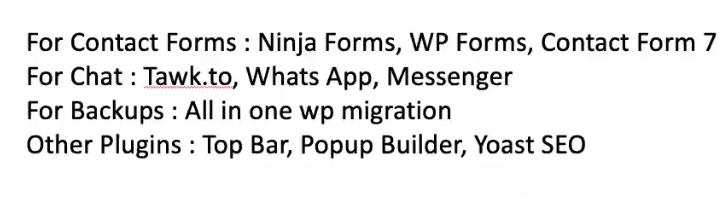 For Contact Forms : Ninja Forms, WP Forms, Contact Form 7
For Chat : Tawk.to, Whats App, Messenger
For Backups : All in one wp migration
Other Plugins : Top Bar, Popup Builder, Yoast SEO